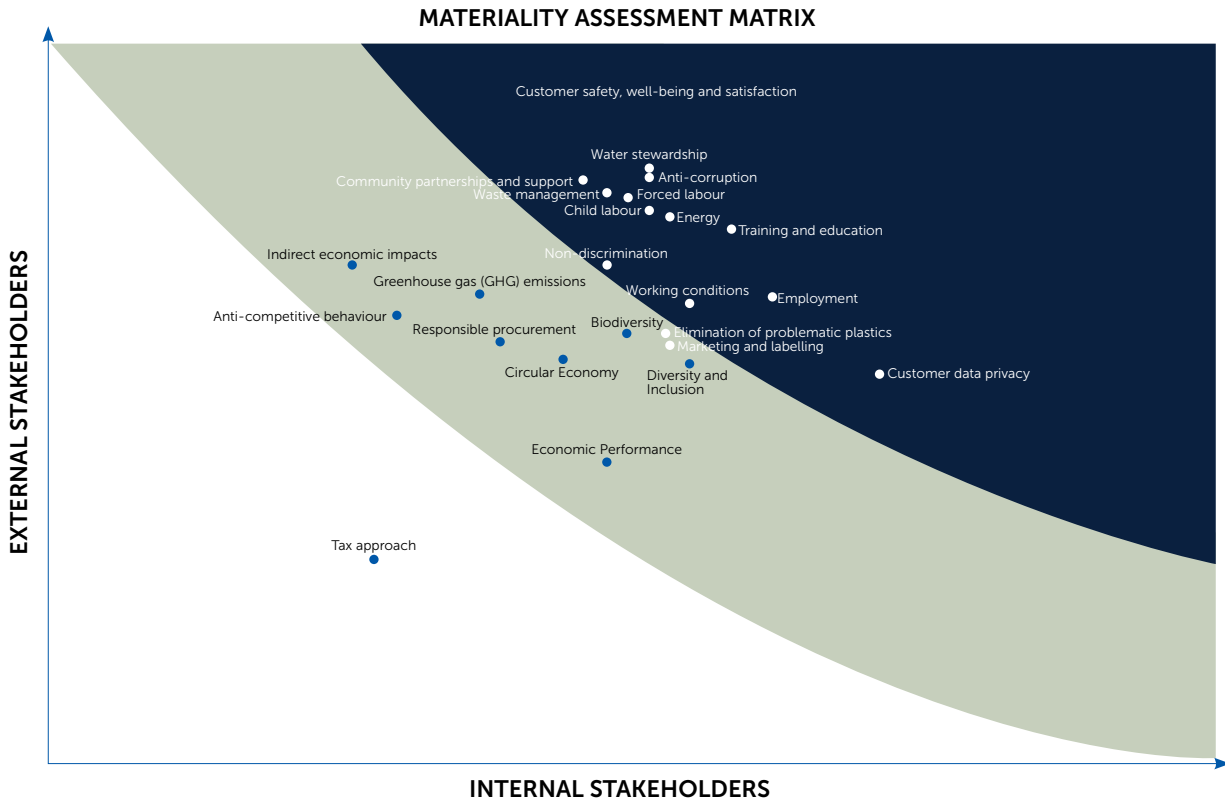 MATERIALITY ASSESSMENT MATRIX
Customer safety, well-being and satisfaction
Water stewardship
Anti-corruption
Community partnerships and support
Waste management
Forced labour
Child labour
Energy
Training and education
Non-discrimination
Indirect economic impacts
Greenhouse gas (GHG) emissions
Working conditions
Employment
Anti-competitive behaviour
Responsible procurement
Biodiversity
Elimination of problematic plastics
Marketing and labelling
Circular Economy
Diversity and
Inclusion
Customer data privacy
Economic Performance
Tax approach
EXTERNAL STAKEHOLDERS
INTERNAL STAKEHOLDERS